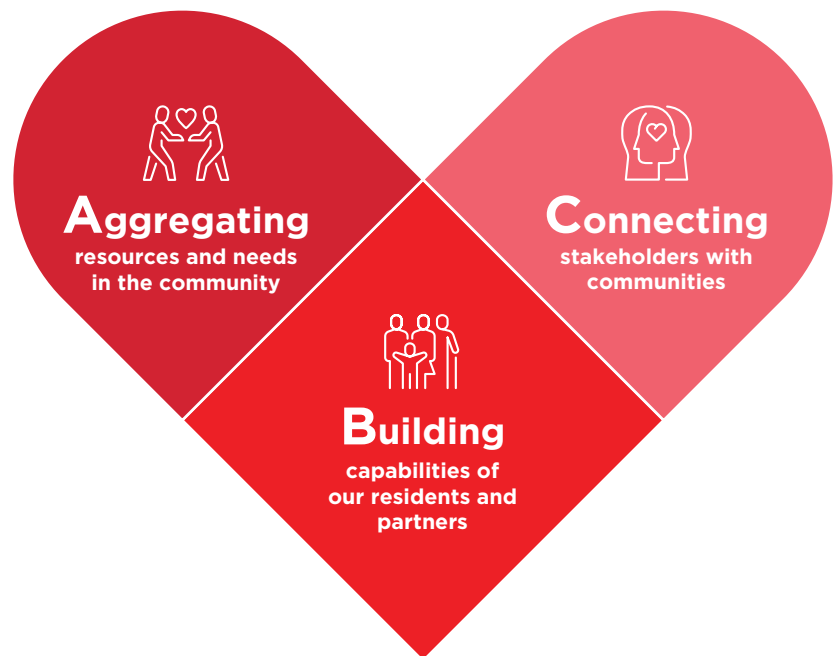 Aggregating
resources and needs
in the community
Building
capabilities of
our residents and
partners
Connecting
stakeholders with
communities